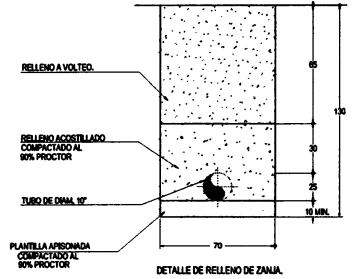 RELLENO A VOLTEO.
65
130
RELLENO ACOSTILLADO
COMPACTADO AL
90% PROCTOR
30
TUBO DE DIAM. 10"
25
10 MIN.
PLANTILLA APISONADA
COMPACTADO AL
90% PROCTOR
70
DETALLE DE RELLENO DE ZANJA.